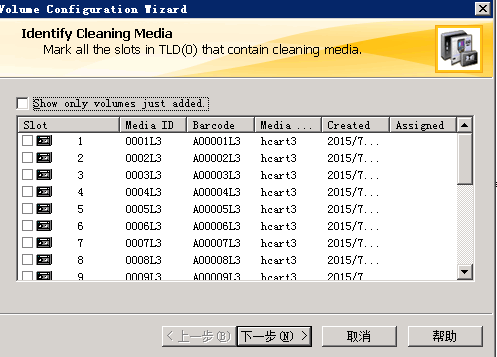 Volume Configuration Wizard
Identify Cleaning Media
Mark all the slots in TLD(0) that contain cleaning media.
Show only volumes just added.
Slot Media ID Barcode Media ... Created Assigned
1 0001L3 A00001L3 hcart3 2015/7...
2 0002L3 A00002L3 hcart3 2015/7...
3 0003L3 A00003L3 hcart3 2015/7...
4 0004L3 A00004L3 hcart3 2015/7...
5 0005L3 A00005L3 hcart3 2015/7...
6 0006L3 A00006L3 hcart3 2015/7...
7 0007L3 A00007L3 hcart3 2015/7...
8 0008L3 A00008L3 hcart3 2015/7...
9 0009L3 A00009L3 hcart3 2015/7
< 上一步(B) 下一步(N) > 取消 帮助